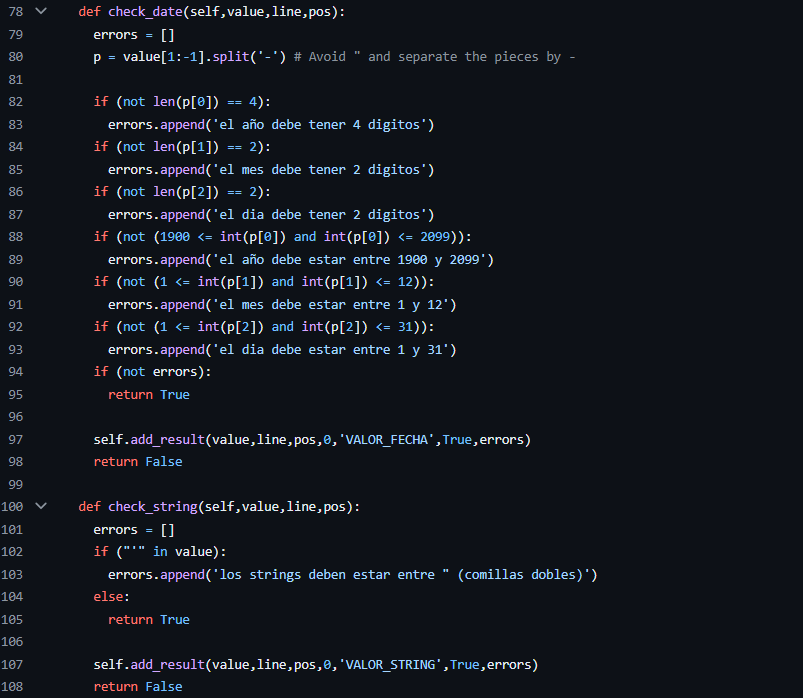 78 def check_date(self,value,line,pos):
79 errors = []
80 p = value[1:-1].split('-') # Avoid " and separate the pieces by -
81
82 if (not len(p[0]) == 4):
83 errors.append('el año debe tener 4 digitos')
84 if (not len(p[1]) == 2):
85 errors.append('el mes debe tener 2 digitos')
86 if (not len(p[2]) == 2):
87 errors.append('el dia debe tener 2 digitos')
88 if (not (1900 <= int(p[0]) and int(p[0]) <= 2099)):
89 errors.append('el año debe estar entre 1900 y 2099')
90 if (not (1 <= int(p[1]) and int(p[1]) <= 12)):
91 errors.append('el mes debe estar entre 1 y 12')
92 if (not (1 <= int(p[2]) and int(p[2]) <= 31)):
93 errors.append('el dia debe estar entre 1 y 31')
94 if (not errors):
95 return True
96
97 self.add_result(value,line,pos,0,'VALOR_FECHA',True,errors)
98 return False
99
100 def check_string(self,value,line,pos):
101 errors = []
102 if ("'" in value):
103 errors.append('los strings deben estar entre " (comillas dobles)')
104 else:
105 return True
106
107 self.add_result(value,line,pos,0,'VALOR_STRING',True,errors)
108 return False